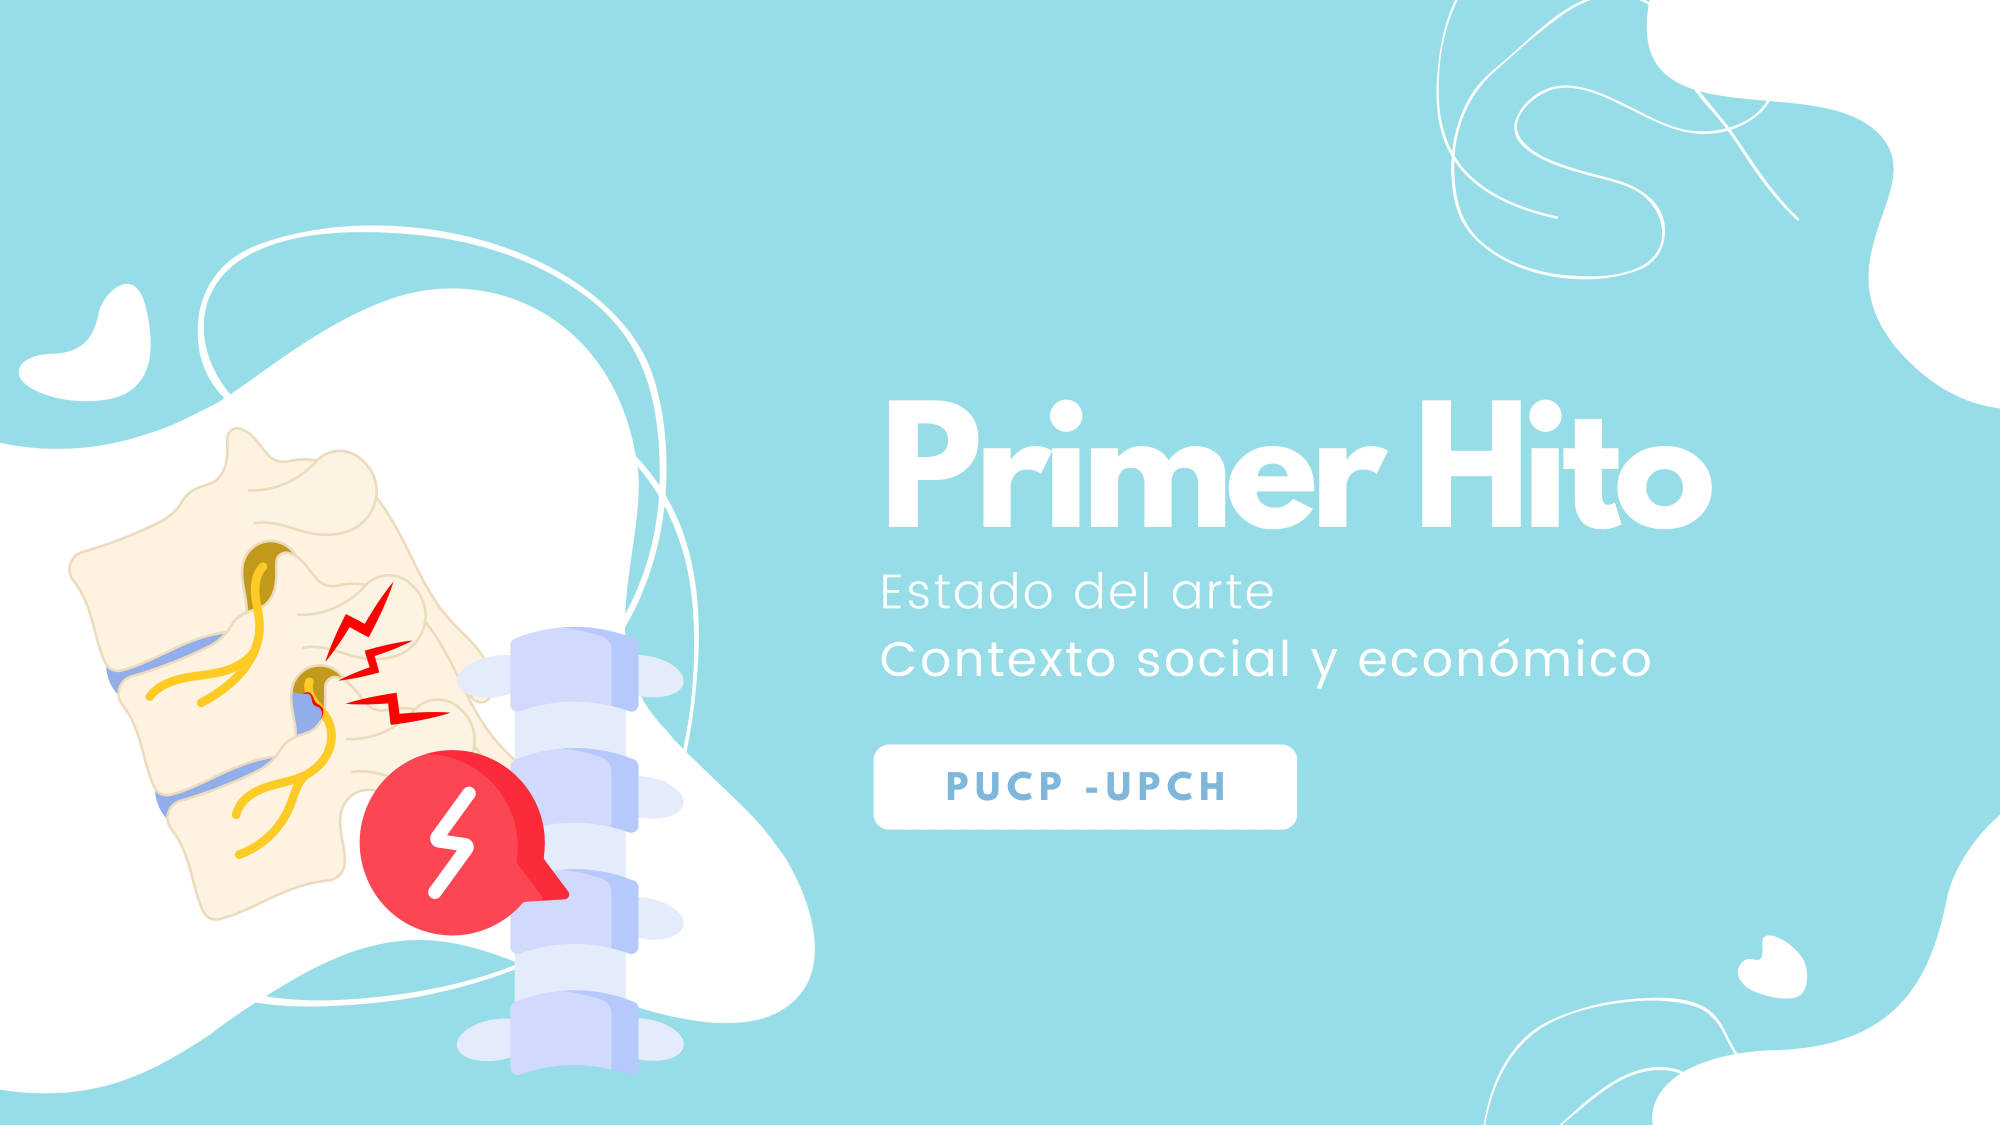 Primer Hito
Estado del arte
Contexto social y económico
PUCP -UPCH